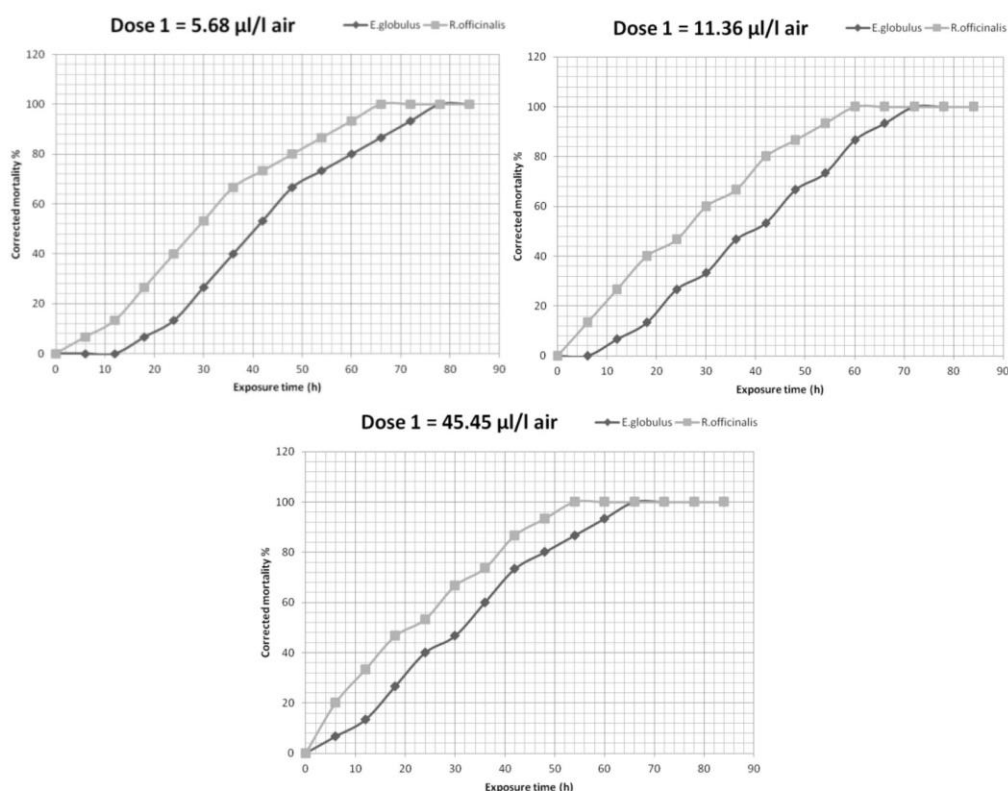 Dose 1 = 5.68 µl/l air
E.globulus R.officinalis
Corrected mortality %
120
100
80
60
40
20
0
0 10 20 30 40 50 60 70 80 90
Exposure time (h)
Dose 1 = 11.36 µl/l air
E.globulus R.officinalis
Corrected mortality %
120
100
80
60
40
20
0
0 10 20 30 40 50 60 70 80 90
Exposure time (h)
Dose 1 = 45.45 µl/l air
E.globulus R.officinalis
Corrected mortality %
120
100
80
60
40
20
0
0 10 20 30 40 50 60 70 80 90
Exposure time (h)